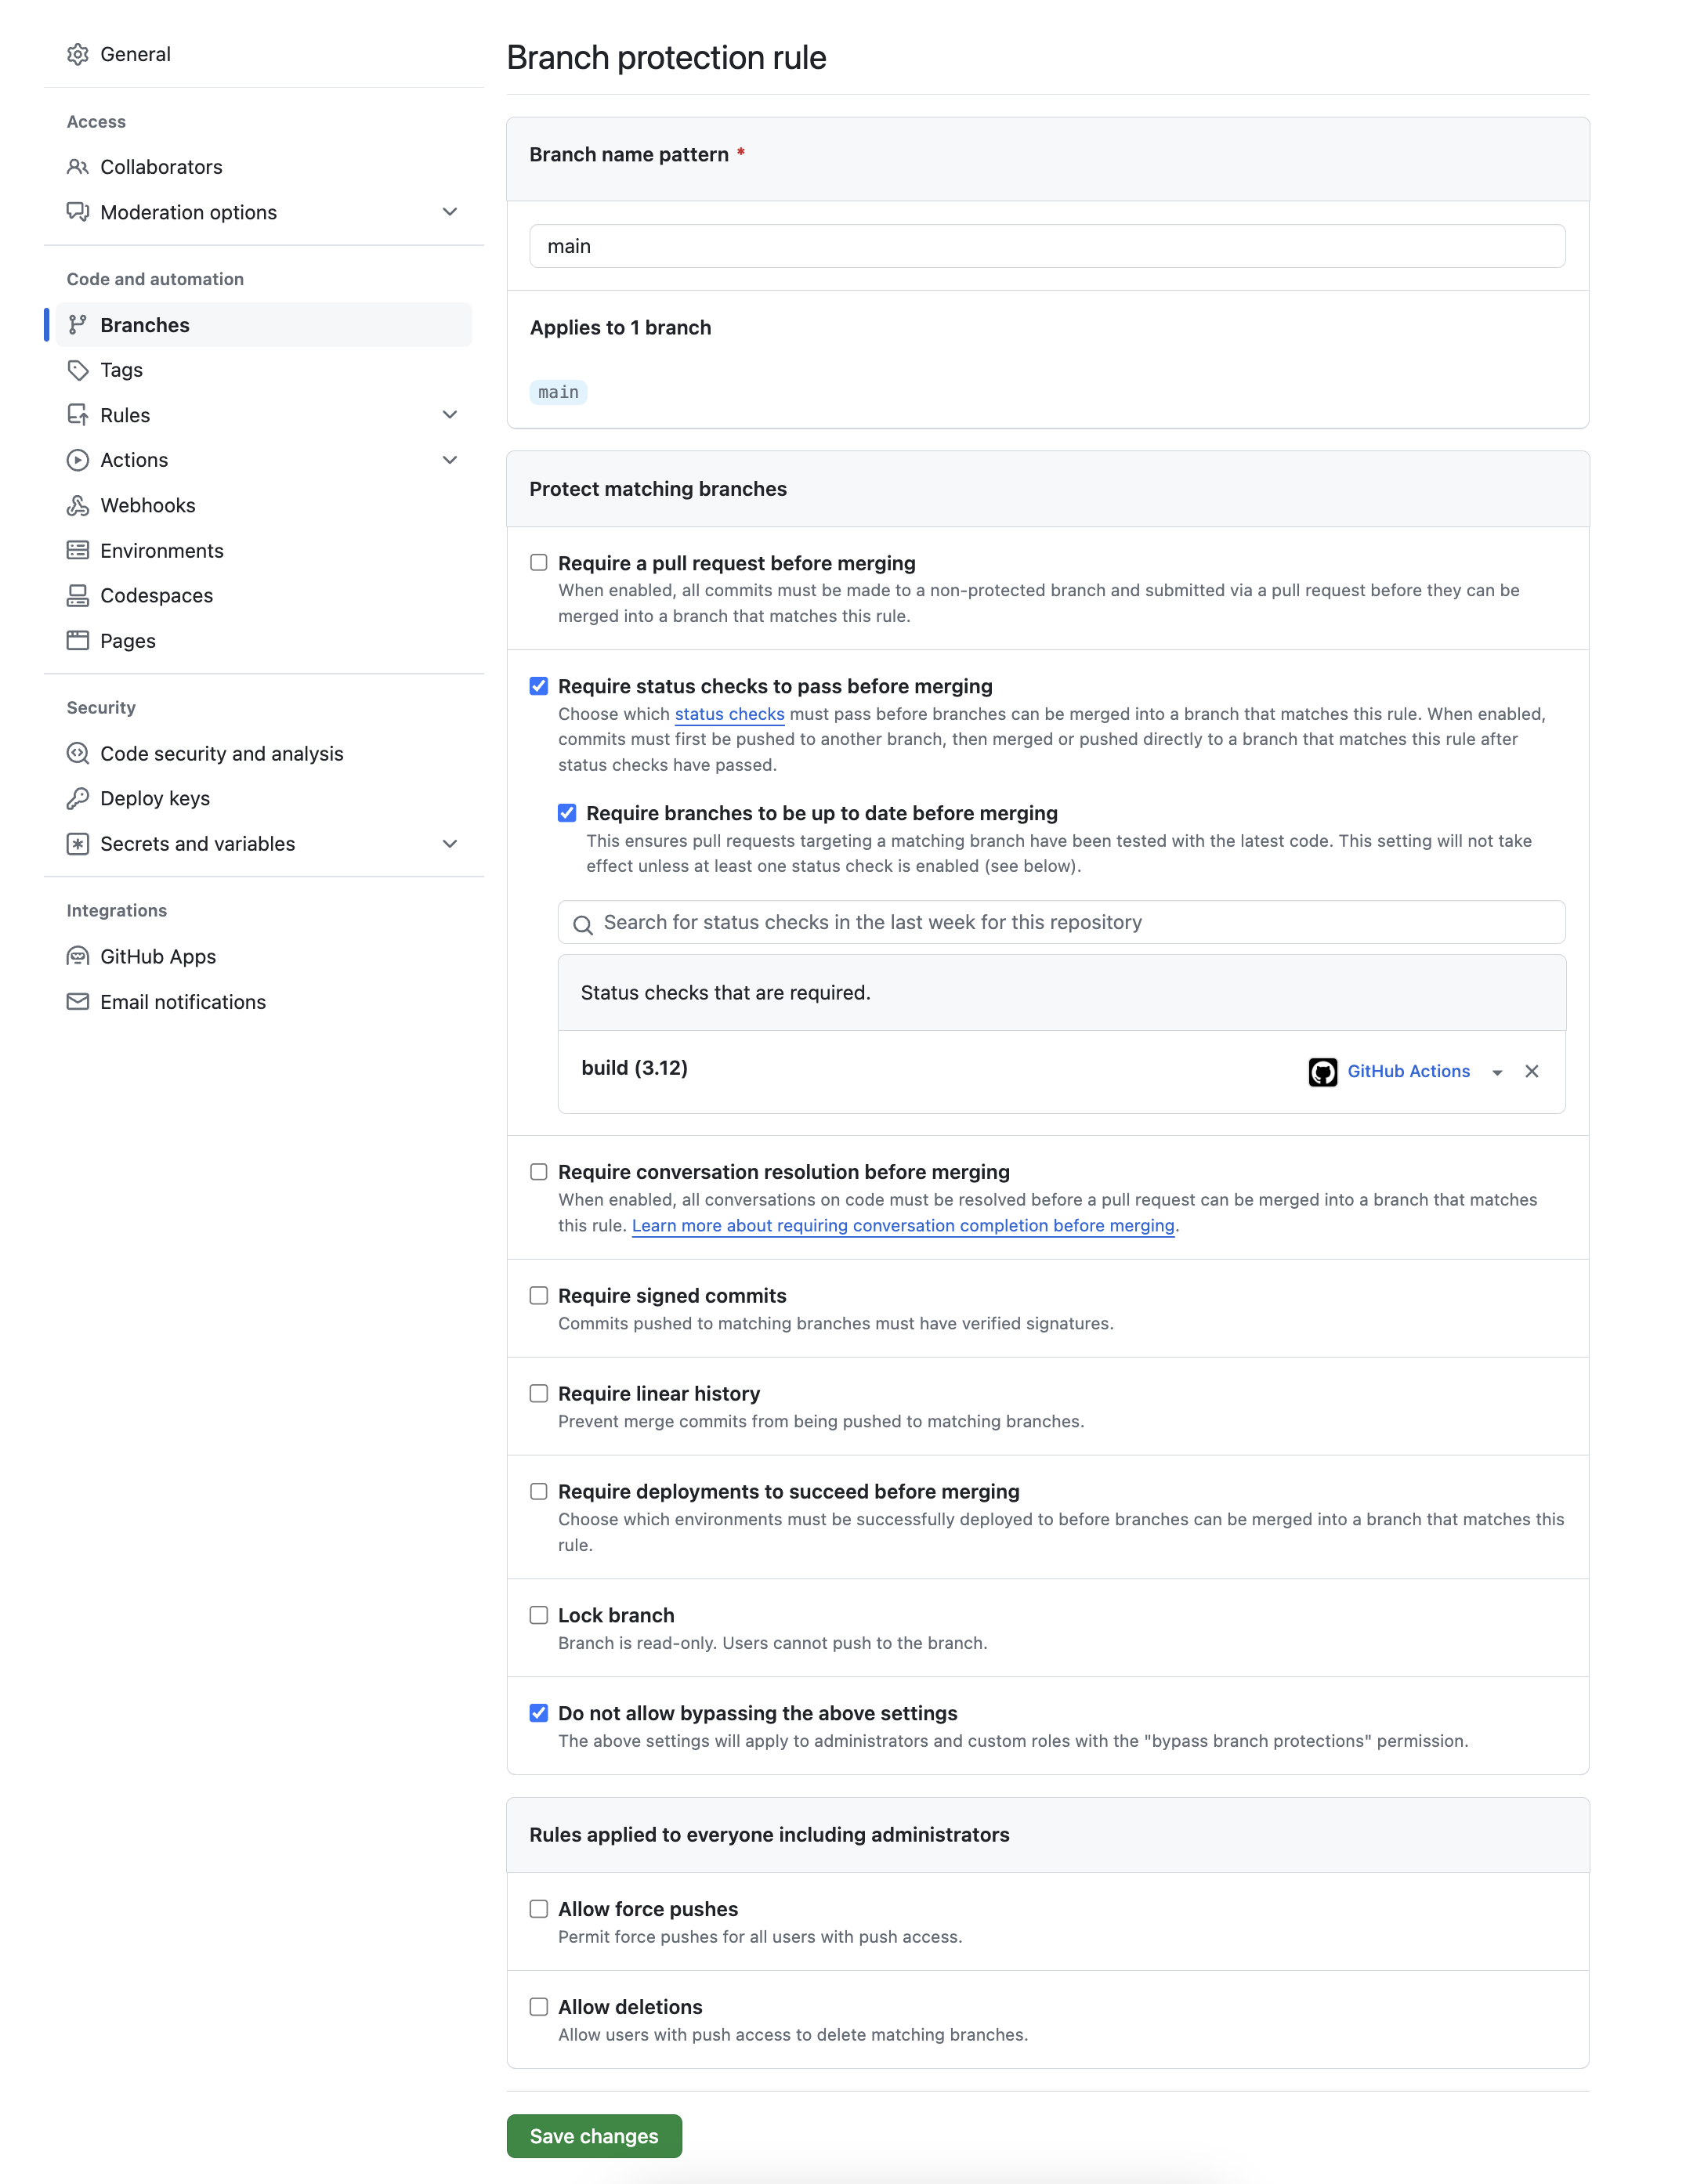 General
Access
Collaborators
Moderation options
Code and automation
Branches
Tags
Rules
Actions
Webhooks
Environments
Codespaces
Pages
Security
Code security and analysis
Deploy keys
Secrets and variables
Integrations
GitHub Apps
Email notifications
Branch protection rule
Branch name pattern *
main
Applies to 1 branch
main
Protect matching branches
Require a pull request before merging
When enabled, all commits must be made to a non-protected branch and submitted via a pull request before they can be
merged into a branch that matches this rule.
Require status checks to pass before merging
Choose which status checks must pass before branches can be merged into a branch that matches this rule. When enabled,
commits must first be pushed to another branch, then merged or pushed directly to a branch that matches this rule after
status checks have passed.
Require branches to be up to date before merging
This ensures pull requests targeting a matching branch have been tested with the latest code. This setting will not take
effect unless at least one status check is enabled (see below).
Search for status checks in the last week for this repository
Status checks that are required.
build (3.12)
GitHub Actions
Require conversation resolution before merging
When enabled, all conversations on code must be resolved before a pull request can be merged into a branch that matches
this rule. Learn more about requiring conversation completion before merging.
Require signed commits
Commits pushed to matching branches must have verified signatures.
Require linear history
Prevent merge commits from being pushed to matching branches.
Require deployments to succeed before merging
Choose which environments must be successfully deployed to before branches can be merged into a branch that matches this
rule.
Lock branch
Branch is read-only. Users cannot push to the branch.
Do not allow bypassing the above settings
The above settings will apply to administrators and custom roles with the "bypass branch protections" permission.
Rules applied to everyone including administrators
Allow force pushes
Permit force pushes for all users with push access.
Allow deletions
Allow users with push access to delete matching branches.
Save changes